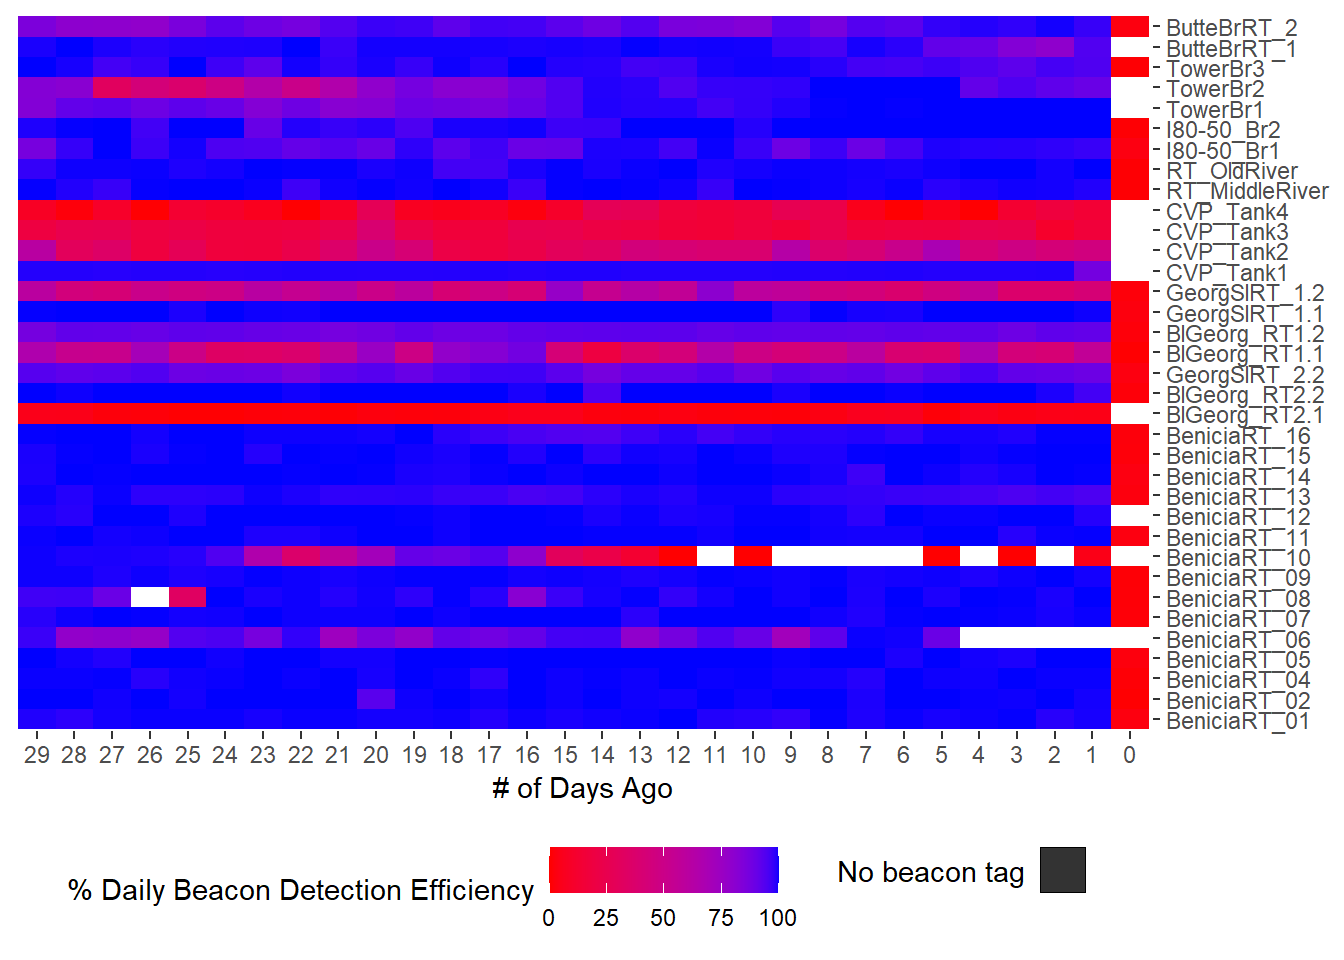 ButteBrRT_2
ButteBrRT_1
TowerBr3
TowerBr2
TowerBr1
I80-50_Br2
I80-50_Br1
RT_OldRiver
RT_MiddleRiver
CVP_Tank4
CVP_Tank3
CVP_Tank2
CVP_Tank1
GeorgSlRT_1.2
GeorgSlRT_1.1
BlGeorg_RT1.2
BlGeorg_RT1.1
GeorgSlRT_2.2
BlGeorg_RT2.2
BlGeorg_RT2.1
BeniciaRT_16
BeniciaRT_15
BeniciaRT_14
BeniciaRT_13
BeniciaRT_12
BeniciaRT_11
BeniciaRT_10
BeniciaRT_09
BeniciaRT_08
BeniciaRT_07
BeniciaRT_06
BeniciaRT_05
BeniciaRT_04
BeniciaRT_02
BeniciaRT_01
29 28 27 26 25 24 23 22 21 20 19 18 17 16 15 14 13 12 11 10 9 8 7 6 5 4 3 2 1 0
# of Days Ago
% Daily Beacon Detection Efficiency
0 25 50 75 100
No beacon tag